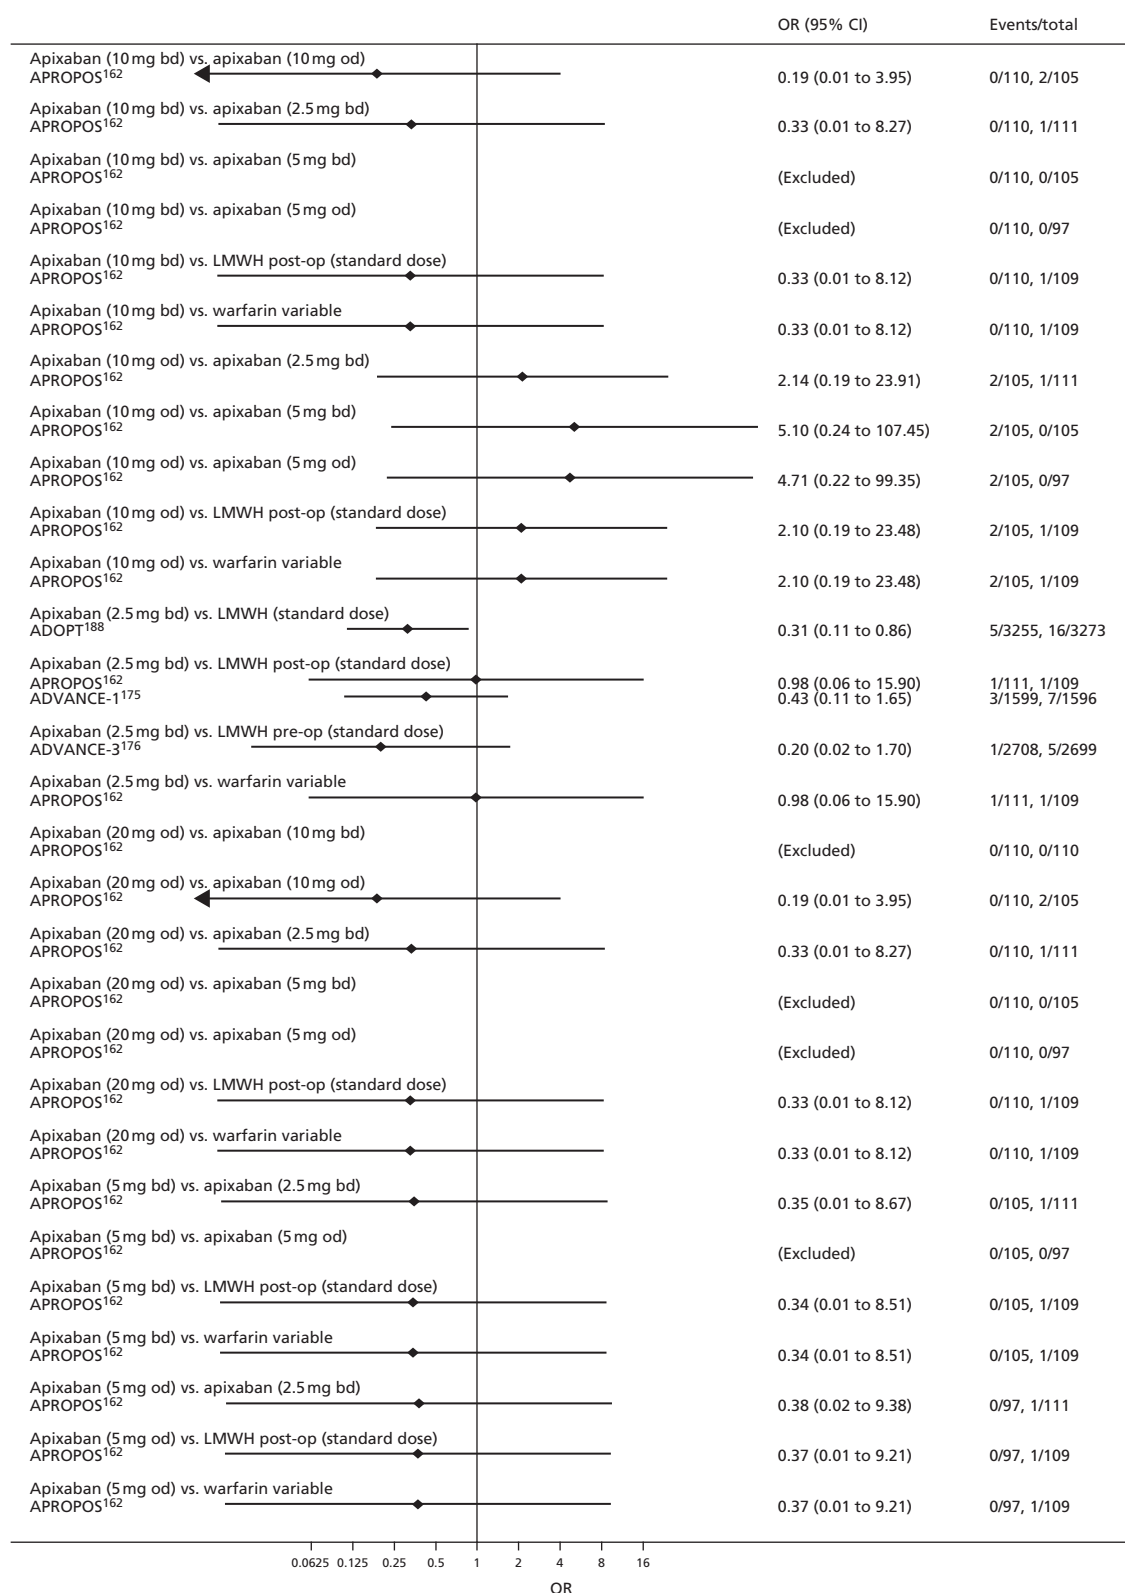 OR (95% CI) Events/total
Apixaban (10 mg bd) vs. apixaban (10 mg od)
APROPOS162 0.19 (0.01 to 3.95) 0/110, 2/105
Apixaban (10 mg bd) vs. apixaban (2.5 mg bd)
APROPOS162 0.33 (0.01 to 8.27) 0/110, 1/111
Apixaban (10 mg bd) vs. apixaban (5 mg bd)
APROPOS162 (Excluded) 0/110, 0/105
Apixaban (10 mg bd) vs. apixaban (5 mg od)
APROPOS162 (Excluded) 0/110, 0/97
Apixaban (10 mg bd) vs. LMWH post-op (standard dose)
APROPOS162 0.33 (0.01 to 8.12) 0/110, 1/109
Apixaban (10 mg bd) vs. warfarin variable
APROPOS162 0.33 (0.01 to 8.12) 0/110, 1/109
Apixaban (10 mg od) vs. apixaban (2.5 mg bd)
APROPOS162 2.14 (0.19 to 23.91) 2/105, 1/111
Apixaban (10 mg od) vs. apixaban (5 mg bd)
APROPOS162 5.10 (0.24 to 107.45) 2/105, 0/105
Apixaban (10 mg od) vs. apixaban (5 mg od)
APROPOS162 4.71 (0.22 to 99.35) 2/105, 0/97
Apixaban (10 mg od) vs. LMWH post-op (standard dose)
APROPOS162 2.10 (0.19 to 23.48) 2/105, 1/109
Apixaban (10 mg od) vs. warfarin variable
APROPOS162 2.10 (0.19 to 23.48) 2/105, 1/109
Apixaban (2.5 mg bd) vs. LMWH (standard dose)
ADOPT188 0.31 (0.11 to 0.86) 5/3255, 16/3273
Apixaban (2.5 mg bd) vs. LMWH post-op (standard dose)
APROPOS162 0.98 (0.06 to 15.90) 1/111, 1/109
ADVANCE-1175 0.43 (0.11 to 1.65) 3/1599, 7/1596
Apixaban (2.5 mg bd) vs. LMWH pre-op (standard dose)
ADVANCE-3176 0.20 (0.02 to 1.70) 1/2708, 5/2699
Apixaban (2.5 mg bd) vs. warfarin variable
APROPOS162 0.98 (0.06 to 15.90) 1/111, 1/109
Apixaban (20 mg od) vs. apixaban (10 mg bd)
APROPOS162 (Excluded) 0/110, 0/110
Apixaban (20 mg od) vs. apixaban (10 mg od)
APROPOS162 0.19 (0.01 to 3.95) 0/110, 2/105
Apixaban (20 mg od) vs. apixaban (2.5 mg bd)
APROPOS162 0.33 (0.01 to 8.27) 0/110, 1/111
Apixaban (20 mg od) vs. apixaban (5 mg bd)
APROPOS162 (Excluded) 0/110, 0/105
Apixaban (20 mg od) vs. apixaban (5 mg od)
APROPOS162 (Excluded) 0/110, 0/97
Apixaban (20 mg od) vs. LMWH post-op (standard dose)
APROPOS162 0.33 (0.01 to 8.12) 0/110, 1/109
Apixaban (20 mg od) vs. warfarin variable
APROPOS162 0.33 (0.01 to 8.12) 0/110, 1/109
Apixaban (5 mg bd) vs. apixaban (2.5 mg bd)
APROPOS162 0.35 (0.01 to 8.67) 0/105, 1/111
Apixaban (5 mg bd) vs. apixaban (5 mg od)
APROPOS162 (Excluded) 0/105, 0/97
Apixaban (5 mg bd) vs. LMWH post-op (standard dose)
APROPOS162 0.34 (0.01 to 8.51) 0/105, 1/109
Apixaban (5 mg bd) vs. warfarin variable
APROPOS162 0.34 (0.01 to 8.51) 0/105, 1/109
Apixaban (5 mg od) vs. apixaban (2.5 mg bd)
APROPOS162 0.38 (0.02 to 9.38) 0/97, 1/111
Apixaban (5 mg od) vs. LMWH post-op (standard dose)
APROPOS162 0.37 (0.01 to 9.21) 0/97, 1/109
Apixaban (5 mg od) vs. warfarin variable
APROPOS162 0.37 (0.01 to 9.21) 0/97, 1/109
0.0625 0.125 0.25 0.5 1 2 4 8 16
OR